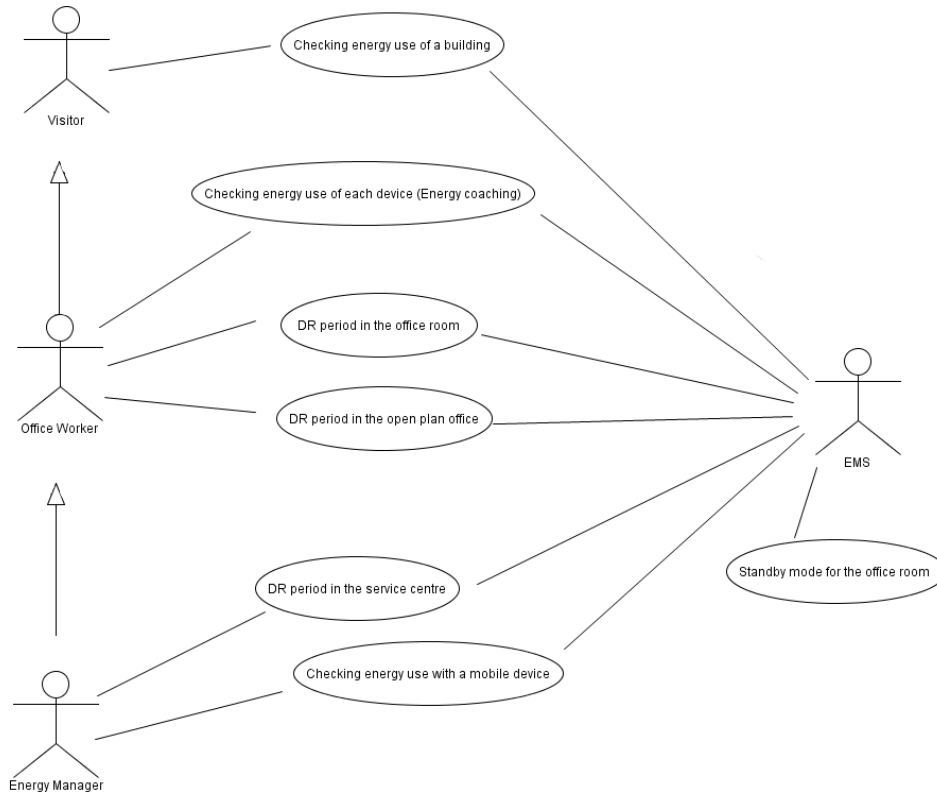 Checking energy use of a building
Visitor
Checking energy use of each device (Energy coaching)
DR period in the office room
DR period in the open plan office
Office Worker
EMS
Standby mode for the office room
DR period in the service centre
Checking energy use with a mobile device
Energy Manager